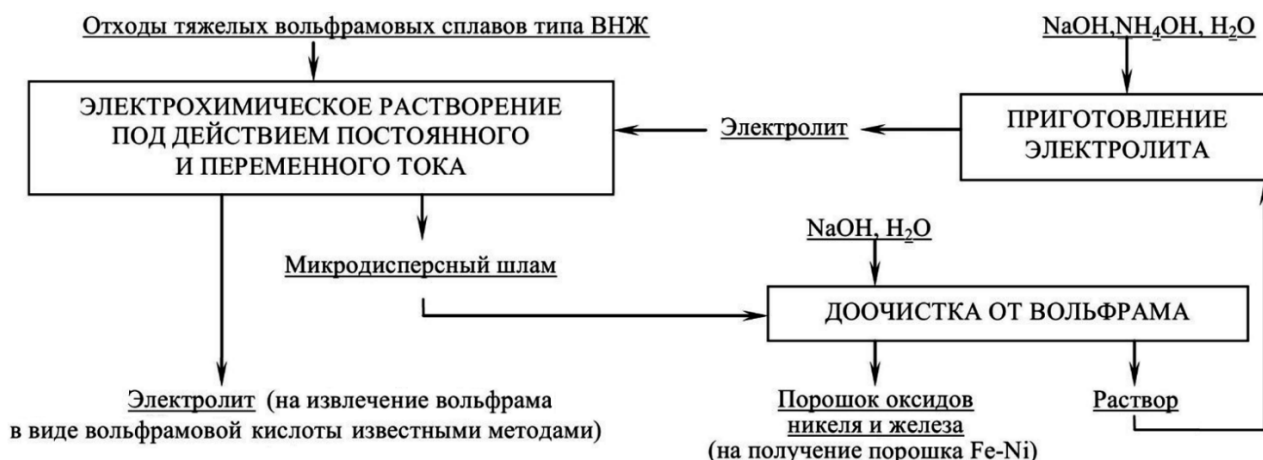 Отходы тяжелых вольфрамовых сплавов типа ВНЖ
NaOH,NH₄OH, H₂O
ЭЛЕКТРОХИМИЧЕСКОЕ РАСТВОРЕНИЕ
ПОД ДЕЙСТВИЕМ ПОСТОЯННОГО
И ПЕРЕМЕННОГО ТОКА
Электролит
ПРИГОТОВЛЕНИЕ
ЭЛЕКТРОЛИТА
NaOH, H₂O
Микродисперсный шлам
ДООЧИСТКА ОТ ВОЛЬФРАМА
Электролит (на извлечение вольфрама
в виде вольфрамовой кислоты известными методами)
Порошок оксидов
никеля и железа
(на получение порошка Fe-Ni)
Раствор